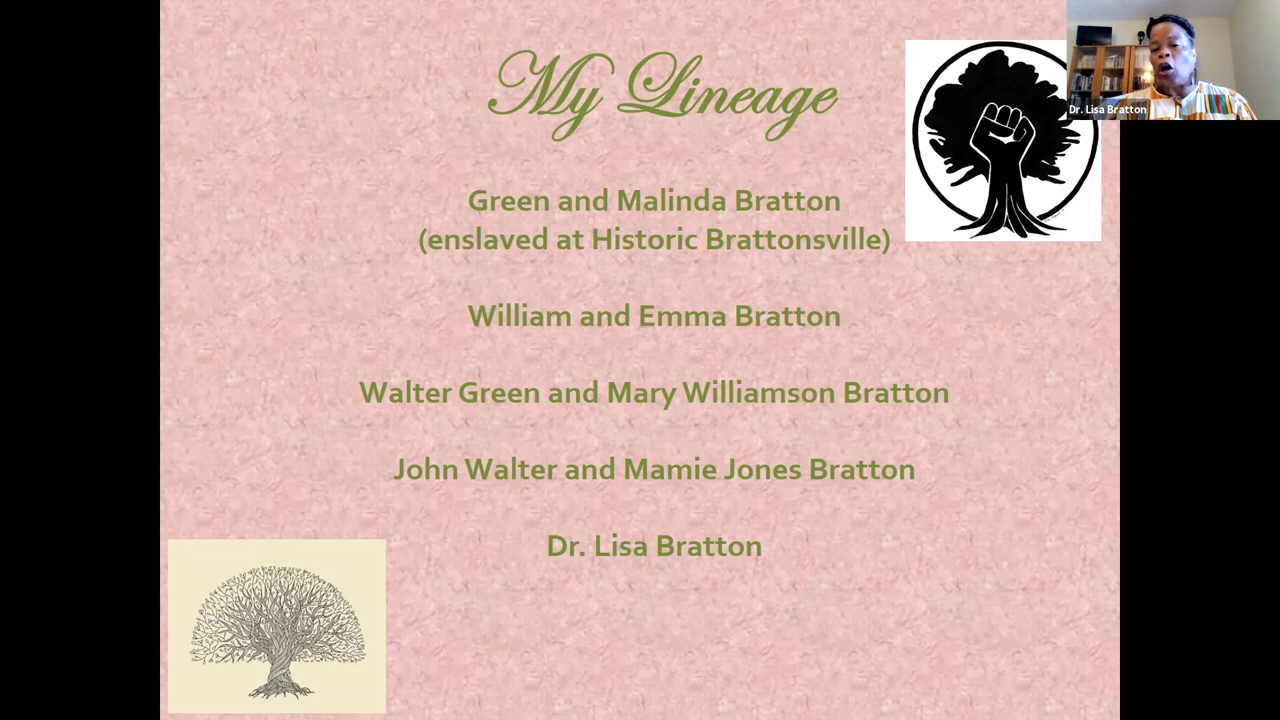 My Lineage
Green and Malinda Bratton
(enslaved at Historic Brattonsville)
William and Emma Bratton
Walter Green and Mary Williamson Bratton
John Walter and Mamie Jones Bratton
Dr. Lisa Bratton
Dr. Lisa Bratton